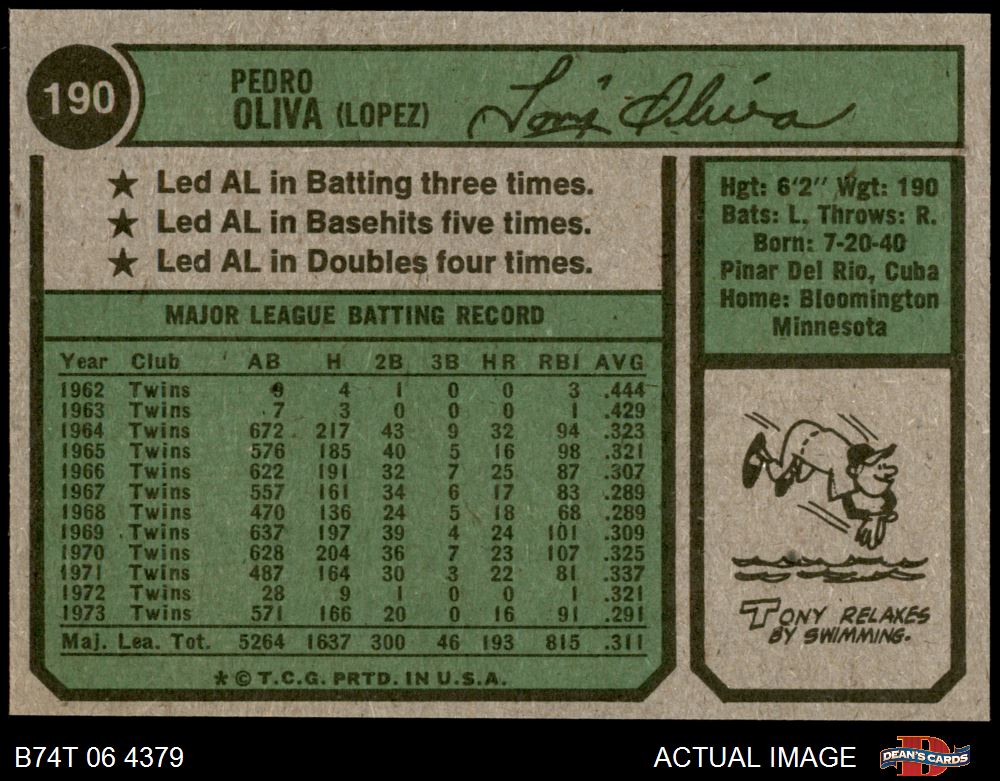 190
PEDRO
OLIVA (LOPEZ)
Tony Oliva
★ Led AL in Batting three times.
★ Led AL in Basehits five times.
★ Led AL in Doubles four times.
MAJOR LEAGUE BATTING RECORD
Year Club AB H 2B 3B HR RBI AVG
1962 Twins 9 4 1 0 0 3 .444
1963 Twins 7 3 0 0 0 1 .429
1964 Twins 672 217 43 9 32 94 .323
1965 Twins 576 185 40 5 16 98 .321
1966 Twins 622 191 32 7 25 87 .307
1967 Twins 557 161 34 6 17 83 .289
1968 Twins 470 136 24 5 18 68 .289
1969 Twins 637 197 39 4 24 101 .309
1970 Twins 628 204 36 7 23 107 .325
1971 Twins 487 164 30 3 22 81 .337
1972 Twins 28 9 1 0 0 1 .321
1973 Twins 571 166 20 0 16 91 .291
Maj. Lea. Tot. 5264 1637 300 46 193 815 .311
* © T.C.G. PRTD. IN U.S.A.
Hgt: 6'2" Wgt: 190
Bats: L. Throws: R.
Born: 7-20-40
Pinar Del Rio, Cuba
Home: Bloomington
Minnesota
TONY RELAXES
BY SWIMMING.
B74T 06 4379
ACTUAL IMAGE
DEAN'S CARDS